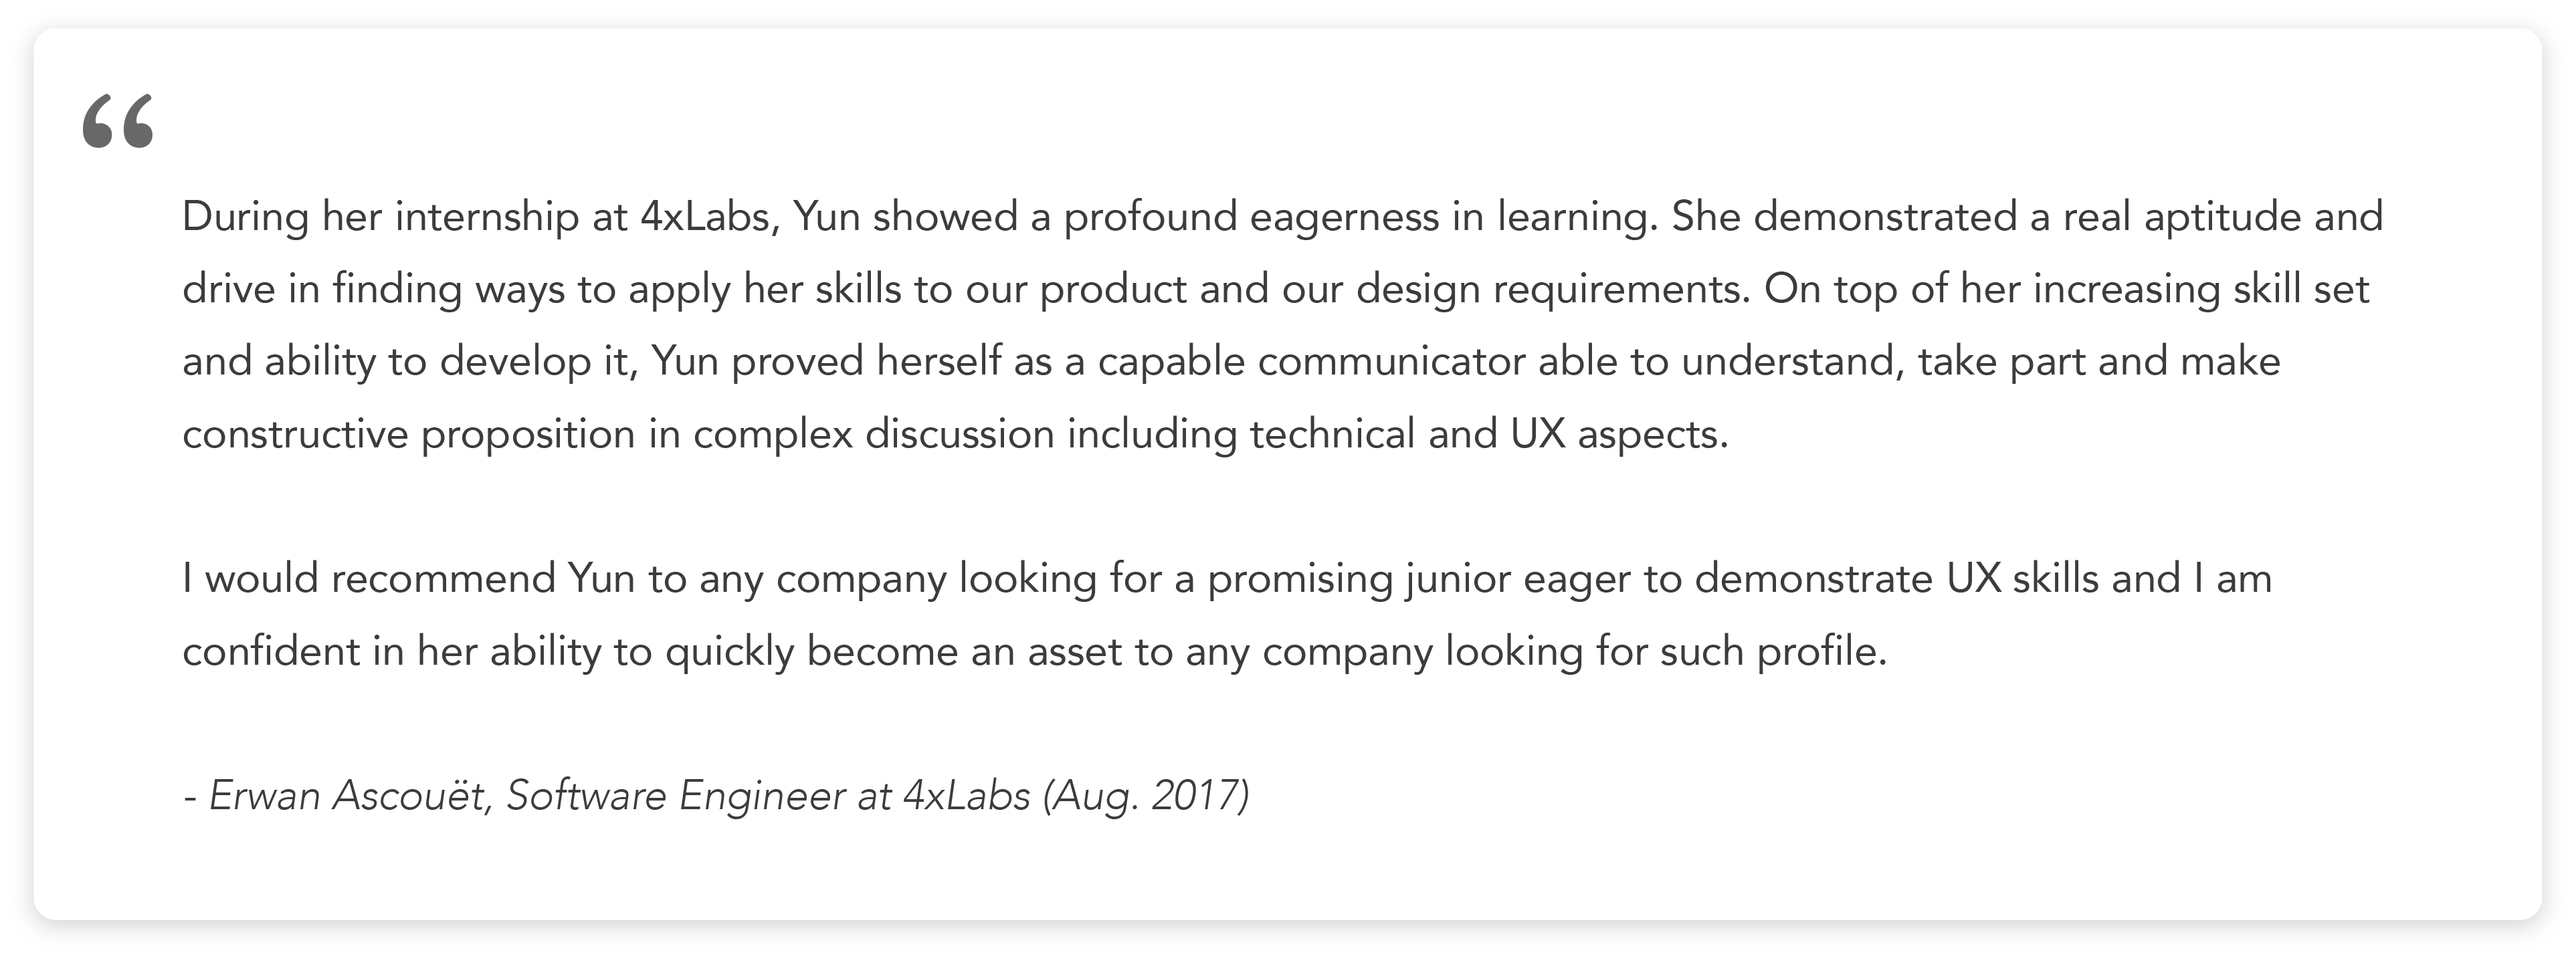 “
During her internship at 4xLabs, Yun showed a profound eagerness in learning. She demonstrated a real aptitude and
drive in finding ways to apply her skills to our product and our design requirements. On top of her increasing skill set
and ability to develop it, Yun proved herself as a capable communicator able to understand, take part and make
constructive proposition in complex discussion including technical and UX aspects.
I would recommend Yun to any company looking for a promising junior eager to demonstrate UX skills and I am
confident in her ability to quickly become an asset to any company looking for such profile.
- Erwan Ascouët, Software Engineer at 4xLabs (Aug. 2017)